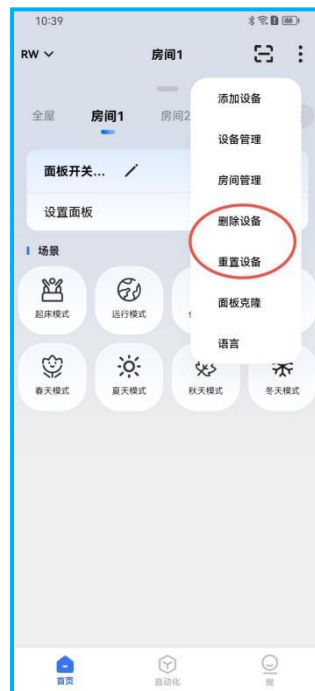 10:39
66
RW
房间1
添加设备
全屋
房间1
房间2
设备管理
面板开关...
房间管理
设置面板
删除设备
场景
重置设备
起床模式
远行模式
面板克隆
语言
春天模式
夏天模式
秋天模式
冬天模式
首页
自动化
我